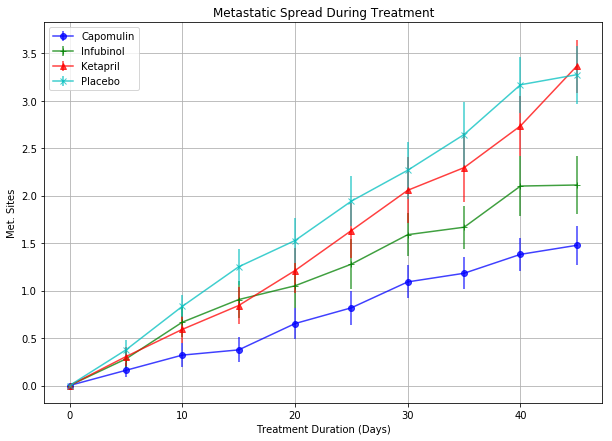 Metastatic Spread During Treatment
Capomulin
Infubinol
Ketapril
Placebo
3.5
3.0
2.5
2.0
1.5
1.0
0.5
0.0
Met. Sites
0 10 20 30 40
Treatment Duration (Days)